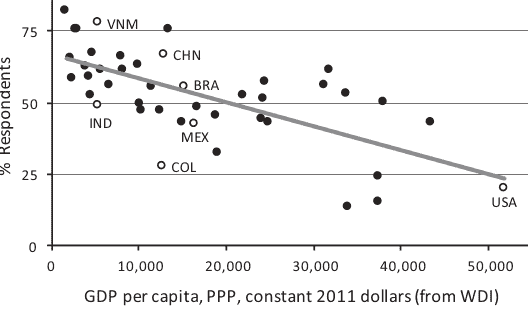 75
VNM
CHN
BRA
50
IND
MEX
% Respondents
25
COL
USA
0
0 10,000 20,000 30,000 40,000 50,000
GDP per capita, PPP, constant 2011 dollars (from WDI)